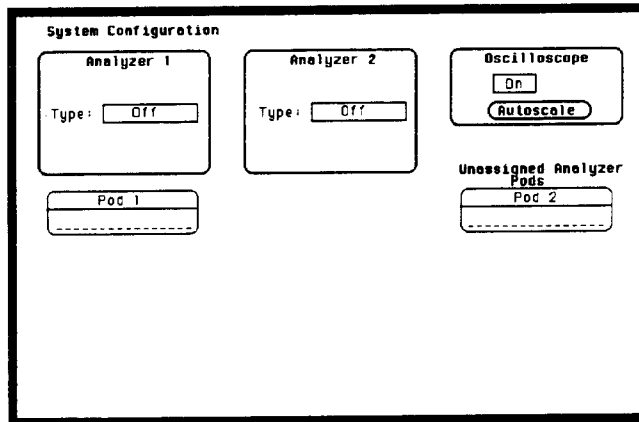 System Configuration
Analyzer 1
Type: Off
Analyzer 2
Type: Off
Oscilloscope
On
Autoscale
Pod 1
Unassigned Analyzer
Pods
Pod 2